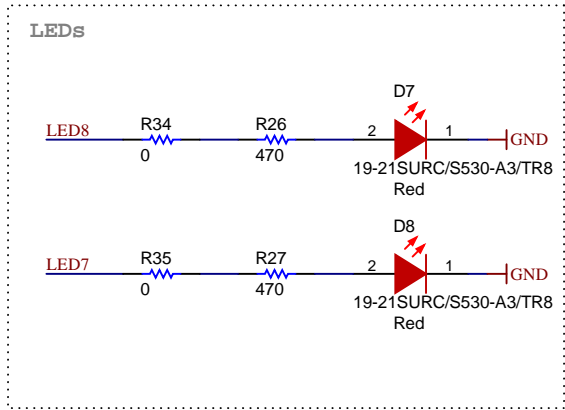 LEDs
D7
LED8 R34 R26 2 1 GND
0 470 19-21SURC/S530-A3/TR8
Red
D8
LED7 R35 R27 2 1 GND
0 470 19-21SURC/S530-A3/TR8
Red